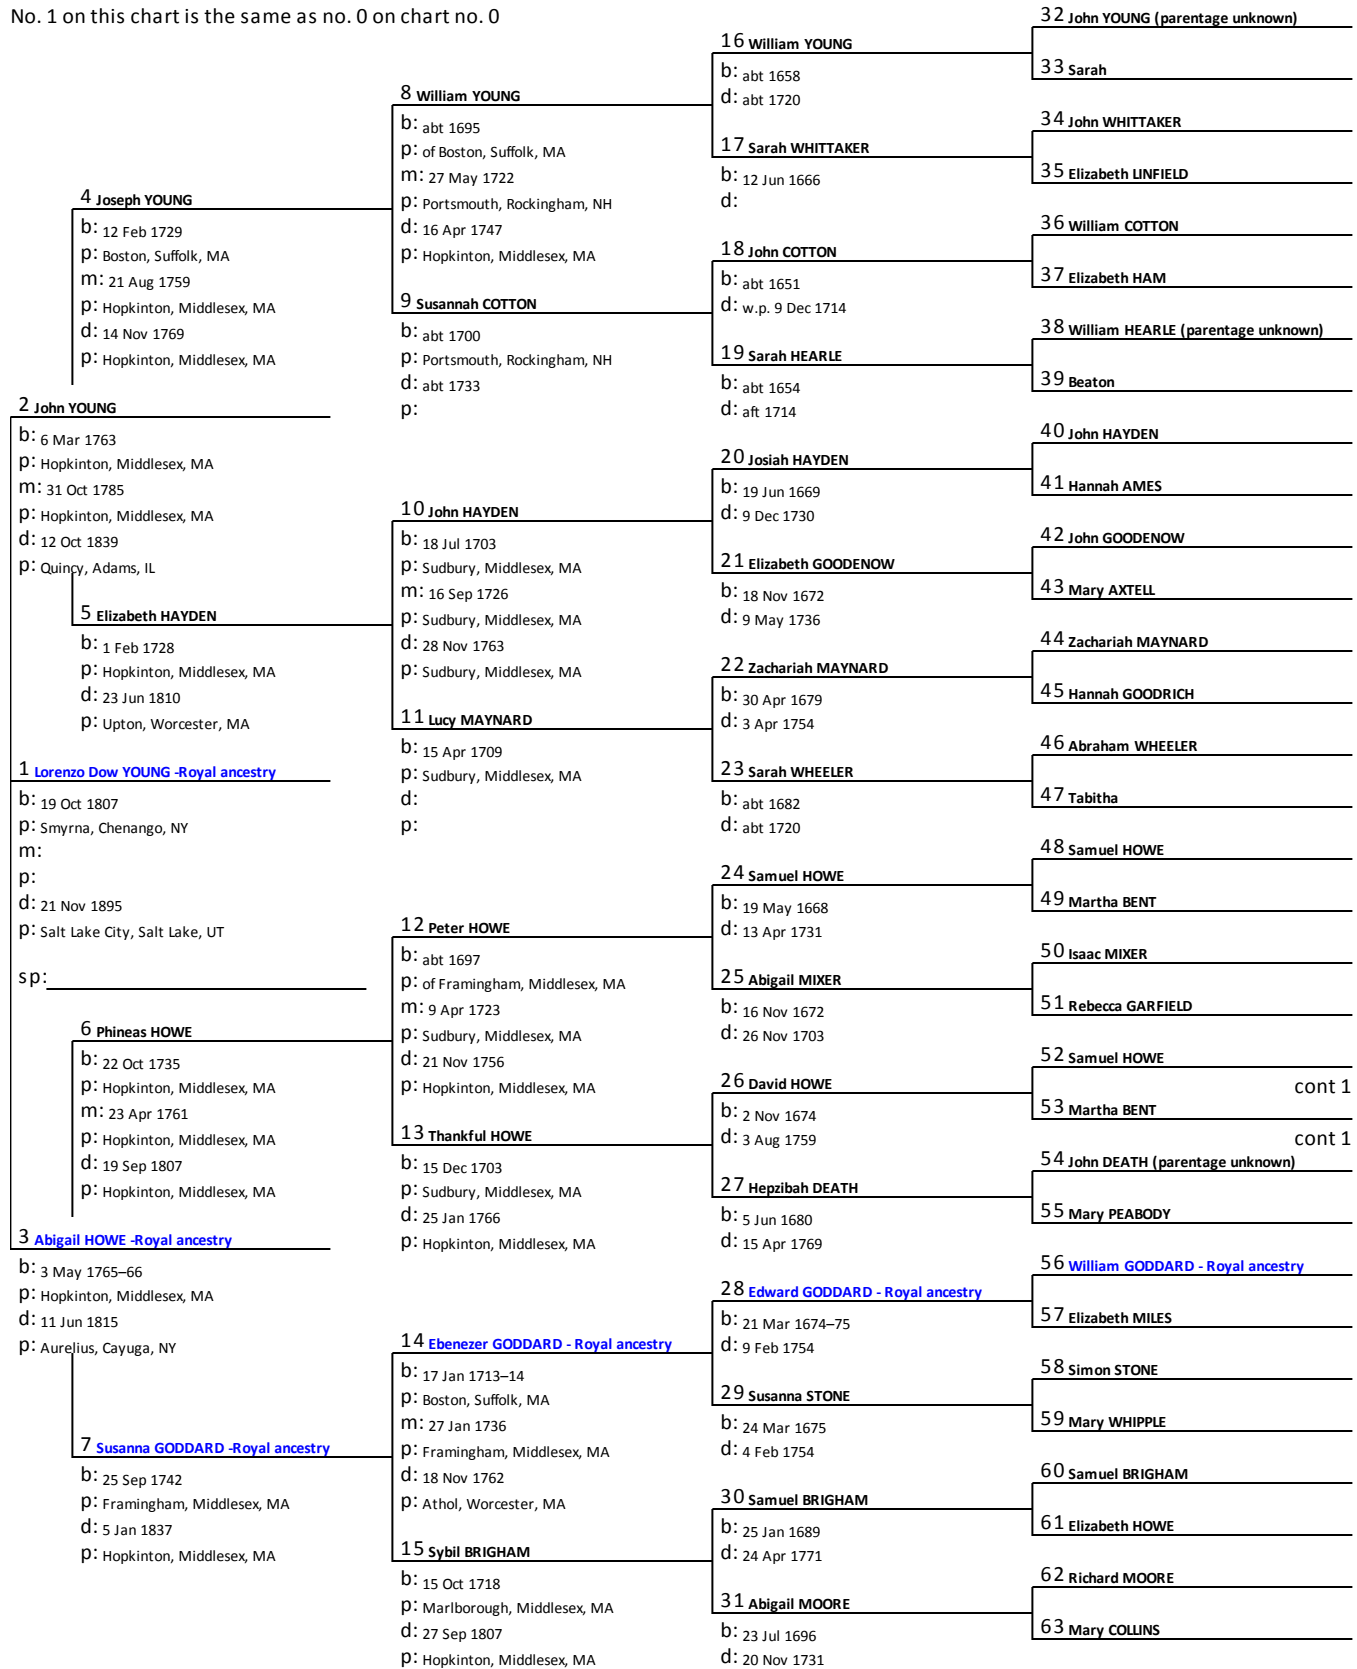 No. 1 on this chart is the same as no. 0 on chart no. 0
2 John YOUNG
b: 6 Mar 1763
p: Hopkinton, Middlesex, MA
m: 31 Oct 1785
p: Hopkinton, Middlesex, MA
d: 12 Oct 1839
p: Quincy, Adams, IL
1 Lorenzo Dow YOUNG -Royal ancestry
b: 19 Oct 1807
p: Smyrna, Chenango, NY
m:
p:
d: 21 Nov 1895
p: Salt Lake City, Salt Lake, UT
sp:
3 Abigail HOWE -Royal ancestry
b: 3 May 1765–66
p: Hopkinton, Middlesex, MA
d: 11 Jun 1815
p: Aurelius, Cayuga, NY
4 Joseph YOUNG
b: 12 Feb 1729
p: Boston, Suffolk, MA
m: 21 Aug 1759
p: Hopkinton, Middlesex, MA
d: 14 Nov 1769
p: Hopkinton, Middlesex, MA
5 Elizabeth HAYDEN
b: 1 Feb 1728
p: Hopkinton, Middlesex, MA
d: 23 Jun 1810
p: Upton, Worcester, MA
6 Phineas HOWE
b: 22 Oct 1735
p: Hopkinton, Middlesex, MA
m: 23 Apr 1761
p: Hopkinton, Middlesex, MA
d: 19 Sep 1807
p: Hopkinton, Middlesex, MA
7 Susanna GODDARD -Royal ancestry
b: 25 Sep 1742
p: Framingham, Middlesex, MA
d: 5 Jan 1837
p: Hopkinton, Middlesex, MA
8 William YOUNG
b: abt 1695
p: of Boston, Suffolk, MA
m: 27 May 1722
p: Portsmouth, Rockingham, NH
d: 16 Apr 1747
p: Hopkinton, Middlesex, MA
9 Susannah COTTON
b: abt 1700
p: Portsmouth, Rockingham, NH
d: abt 1733
p:
10 John HAYDEN
b: 18 Jul 1703
p: Sudbury, Middlesex, MA
m: 16 Sep 1726
p: Sudbury, Middlesex, MA
d: 28 Nov 1763
p: Sudbury, Middlesex, MA
11 Lucy MAYNARD
b: 15 Apr 1709
p: Sudbury, Middlesex, MA
d:
p:
12 Peter HOWE
b: abt 1697
p: of Framingham, Middlesex, MA
m: 9 Apr 1723
p: Sudbury, Middlesex, MA
d: 21 Nov 1756
p: Hopkinton, Middlesex, MA
13 Thankful HOWE
b: 15 Dec 1703
p: Sudbury, Middlesex, MA
d: 25 Jan 1766
p: Hopkinton, Middlesex, MA
14 Ebenezer GODDARD - Royal ancestry
b: 17 Jan 1713–14
p: Boston, Suffolk, MA
m: 27 Jan 1736
p: Framingham, Middlesex, MA
d: 18 Nov 1762
p: Athol, Worcester, MA
15 Sybil BRIGHAM
b: 15 Oct 1718
p: Marlborough, Middlesex, MA
d: 27 Sep 1807
p: Hopkinton, Middlesex, MA
16 William YOUNG
b: abt 1658
d: abt 1720
17 Sarah WHITTAKER
b: 12 Jun 1666
d:
18 John COTTON
b: abt 1651
d: w.p. 9 Dec 1714
19 Sarah HEARLE
b: abt 1654
d: aft 1714
20 Josiah HAYDEN
b: 19 Jun 1669
d: 9 Dec 1730
21 Elizabeth GOODENOW
b: 18 Nov 1672
d: 9 May 1736
22 Zachariah MAYNARD
b: 30 Apr 1679
d: 3 Apr 1754
23 Sarah WHEELER
b: abt 1682
d: abt 1720
24 Samuel HOWE
b: 19 May 1668
d: 13 Apr 1731
25 Abigail MIXER
b: 16 Nov 1672
d: 26 Nov 1703
26 David HOWE
b: 2 Nov 1674
d: 3 Aug 1759
27 Hepzibah DEATH
b: 5 Jun 1680
d: 15 Apr 1769
28 Edward GODDARD - Royal ancestry
b: 21 Mar 1674–75
d: 9 Feb 1754
29 Susanna STONE
b: 24 Mar 1675
d: 4 Feb 1754
30 Samuel BRIGHAM
b: 25 Jan 1689
d: 24 Apr 1771
31 Abigail MOORE
b: 23 Jul 1696
d: 20 Nov 1731
32 John YOUNG (parentage unknown)
33 Sarah
34 John WHITTAKER
35 Elizabeth LINFIELD
36 William COTTON
37 Elizabeth HAM
38 William HEARLE (parentage unknown)
39 Beaton
40 John HAYDEN
41 Hannah AMES
42 John GOODENOW
43 Mary AXTELL
44 Zachariah MAYNARD
45 Hannah GOODRICH
46 Abraham WHEELER
47 Tabitha
48 Samuel HOWE
49 Martha BENT
50 Isaac MIXER
51 Rebecca GARFIELD
52 Samuel HOWE
cont 1
53 Martha BENT
cont 1
54 John DEATH (parentage unknown)
55 Mary PEABODY
56 William GODDARD - Royal ancestry
57 Elizabeth MILES
58 Simon STONE
59 Mary WHIPPLE
60 Samuel BRIGHAM
61 Elizabeth HOWE
62 Richard MOORE
63 Mary COLLINS